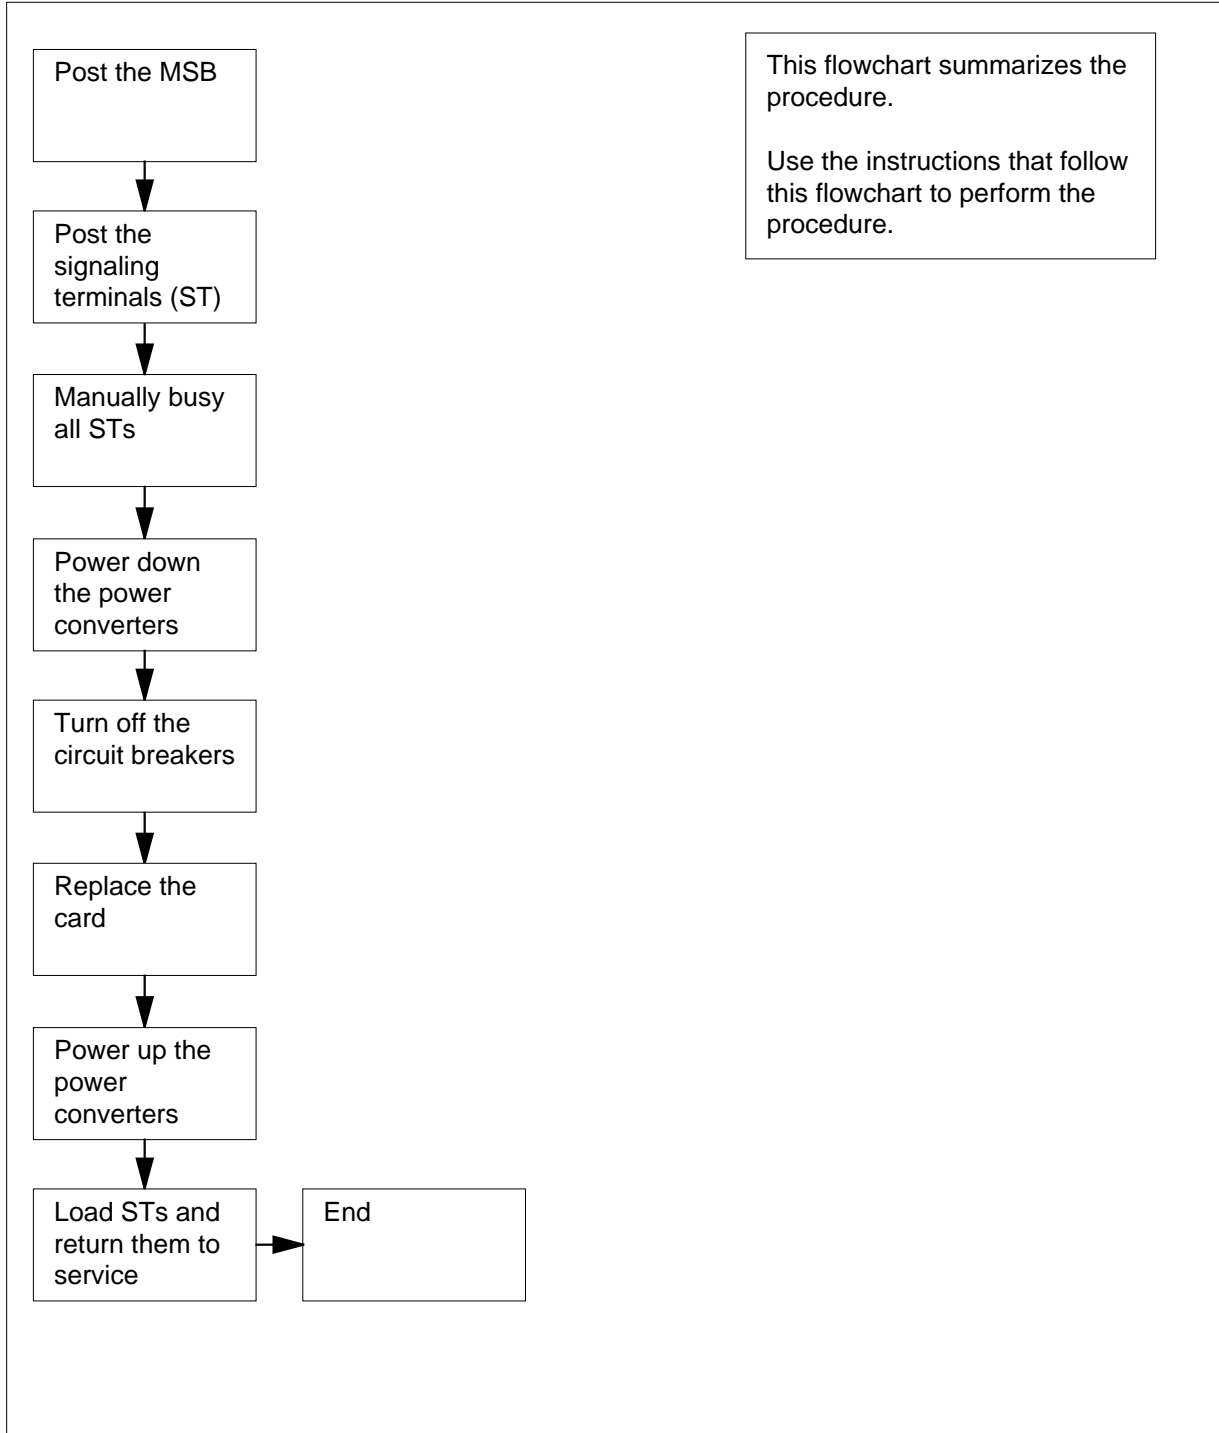 Post the MSB
This flowchart summarizes the
procedure.
Use the instructions that follow
this flowchart to perform the
procedure.
Post the
signaling
terminals (ST)
Manually busy
all STs
Power down
the power
converters
Turn off the
circuit breakers
Replace the
card
Power up the
power
converters
Load STs and
return them to
service
End